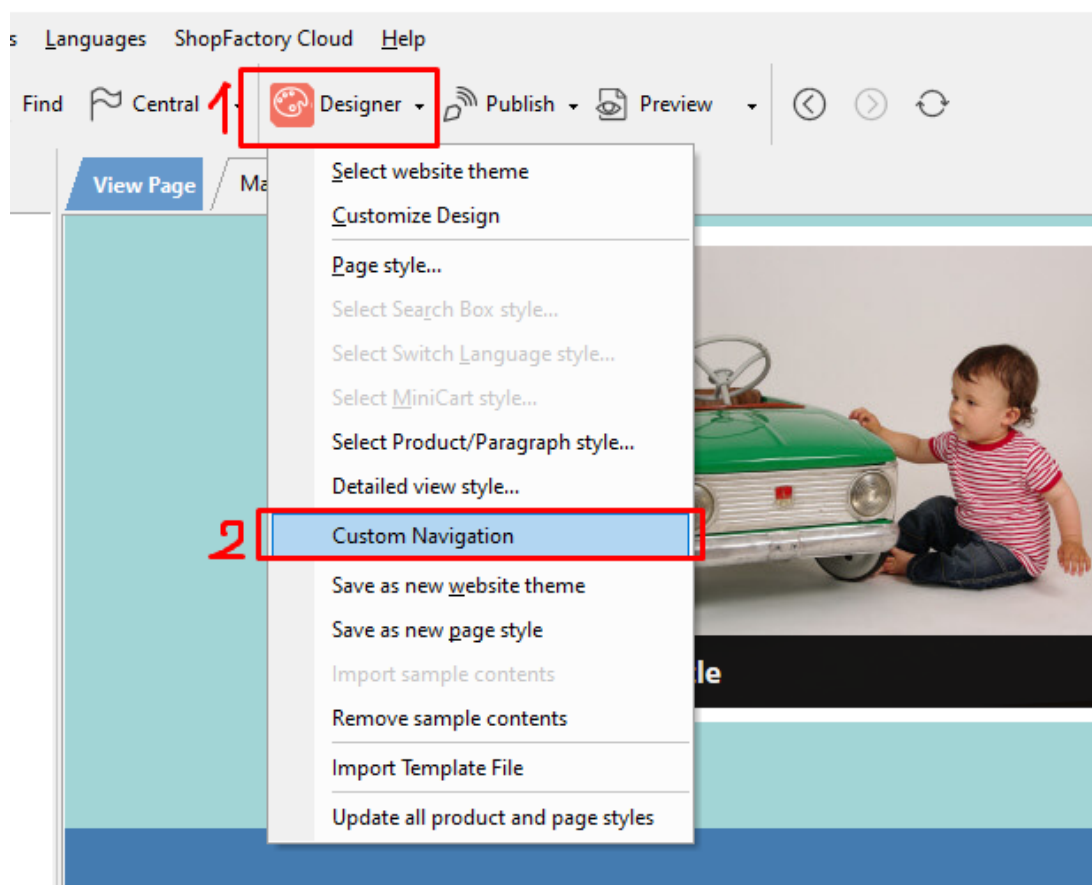 s Languages ShopFactory Cloud Help
Find Central 1 Designer Publish Preview
View Page Ma
Select website theme
Customize Design
Page style...
Select Search Box style...
Select Switch Language style...
Select MiniCart style...
Select Product/Paragraph style...
Detailed view style...
2 Custom Navigation
Save as new website theme
Save as new page style
Import sample contents
le
Remove sample contents
Import Template File
Update all product and page styles